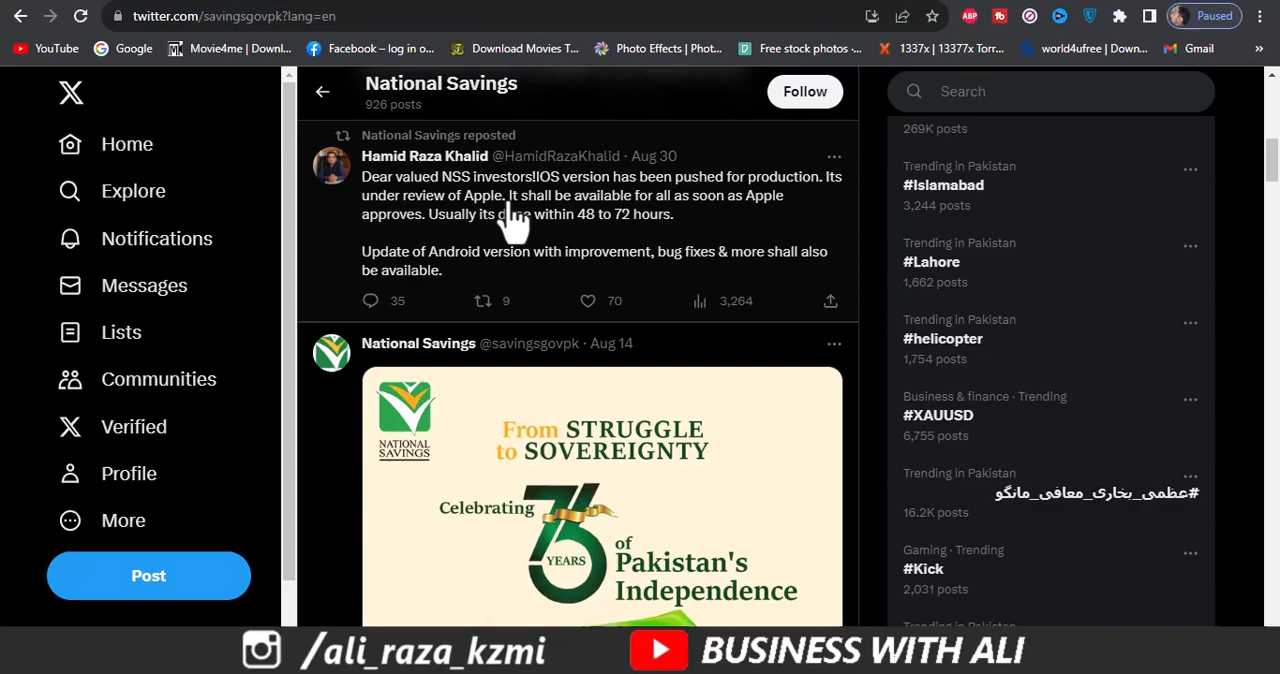 twitter.com/savingsgovpk?lang=en
ABP
Paused
YouTube
Google
Movie4me | Downl...
Facebook – log in o...
Download Movies T...
Photo Effects | Phot...
Free stock photos -...
1337x | 13377x Torr...
world4ufree | Down...
Gmail
»
Home
Explore
Notifications
Messages
Lists
Communities
Verified
Profile
More
Post
National Savings
926 posts
Follow
National Savings reposted
Hamid Raza Khalid @HamidRazaKhalid · Aug 30
Dear valued NSS investors!IOS version has been pushed for production. Its
under review of Apple. It shall be available for all as soon as Apple
approves. Usually its done within 48 to 72 hours.
Update of Android version with improvement, bug fixes & more shall also
be available.
35
9
70
3,264
National Savings @savingsgovpk · Aug 14
NATIONAL
SAVINGS
From STRUGGLE
to SOVEREIGNTY
Celebrating
76
YEARS
of
Pakistan's
Independence
Search
269K posts
Trending in Pakistan
#Islamabad
3,244 posts
Trending in Pakistan
#Lahore
1,662 posts
Trending in Pakistan
#helicopter
1,754 posts
Business & finance · Trending
#XAUUSD
6,755 posts
Trending in Pakistan
#عظمی_بخاری_معافی_مانگو
16.2K posts
Gaming · Trending
#Kick
2,031 posts
/ali_raza_kzmi
BUSINESS WITH ALI